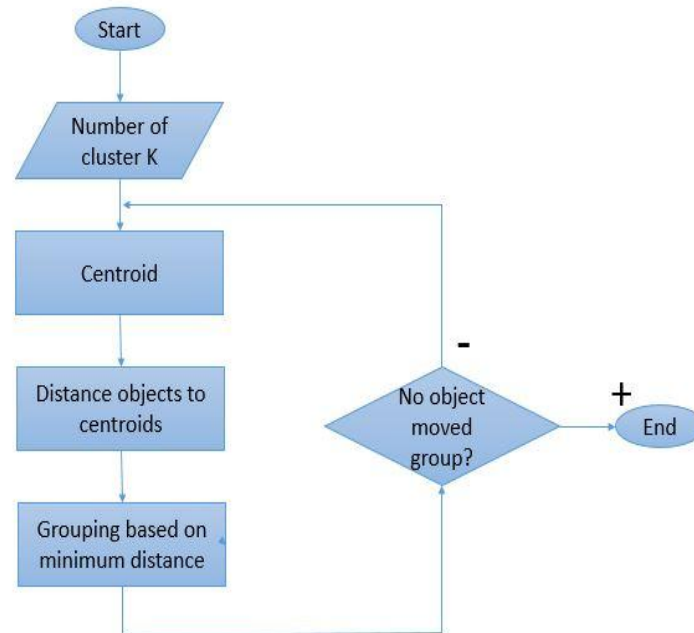 Start
Number of
cluster K
Centroid
Distance objects to
centroids
Grouping based on
minimum distance
-
No object
moved
group?
+
End